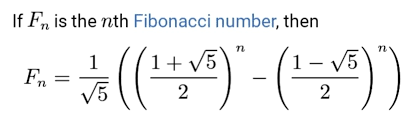 If Fₙ is the nth Fibonacci number, then
Fₙ = 1/√5 (((1 + √5)/2)ⁿ − ((1 − √5)/2)ⁿ)